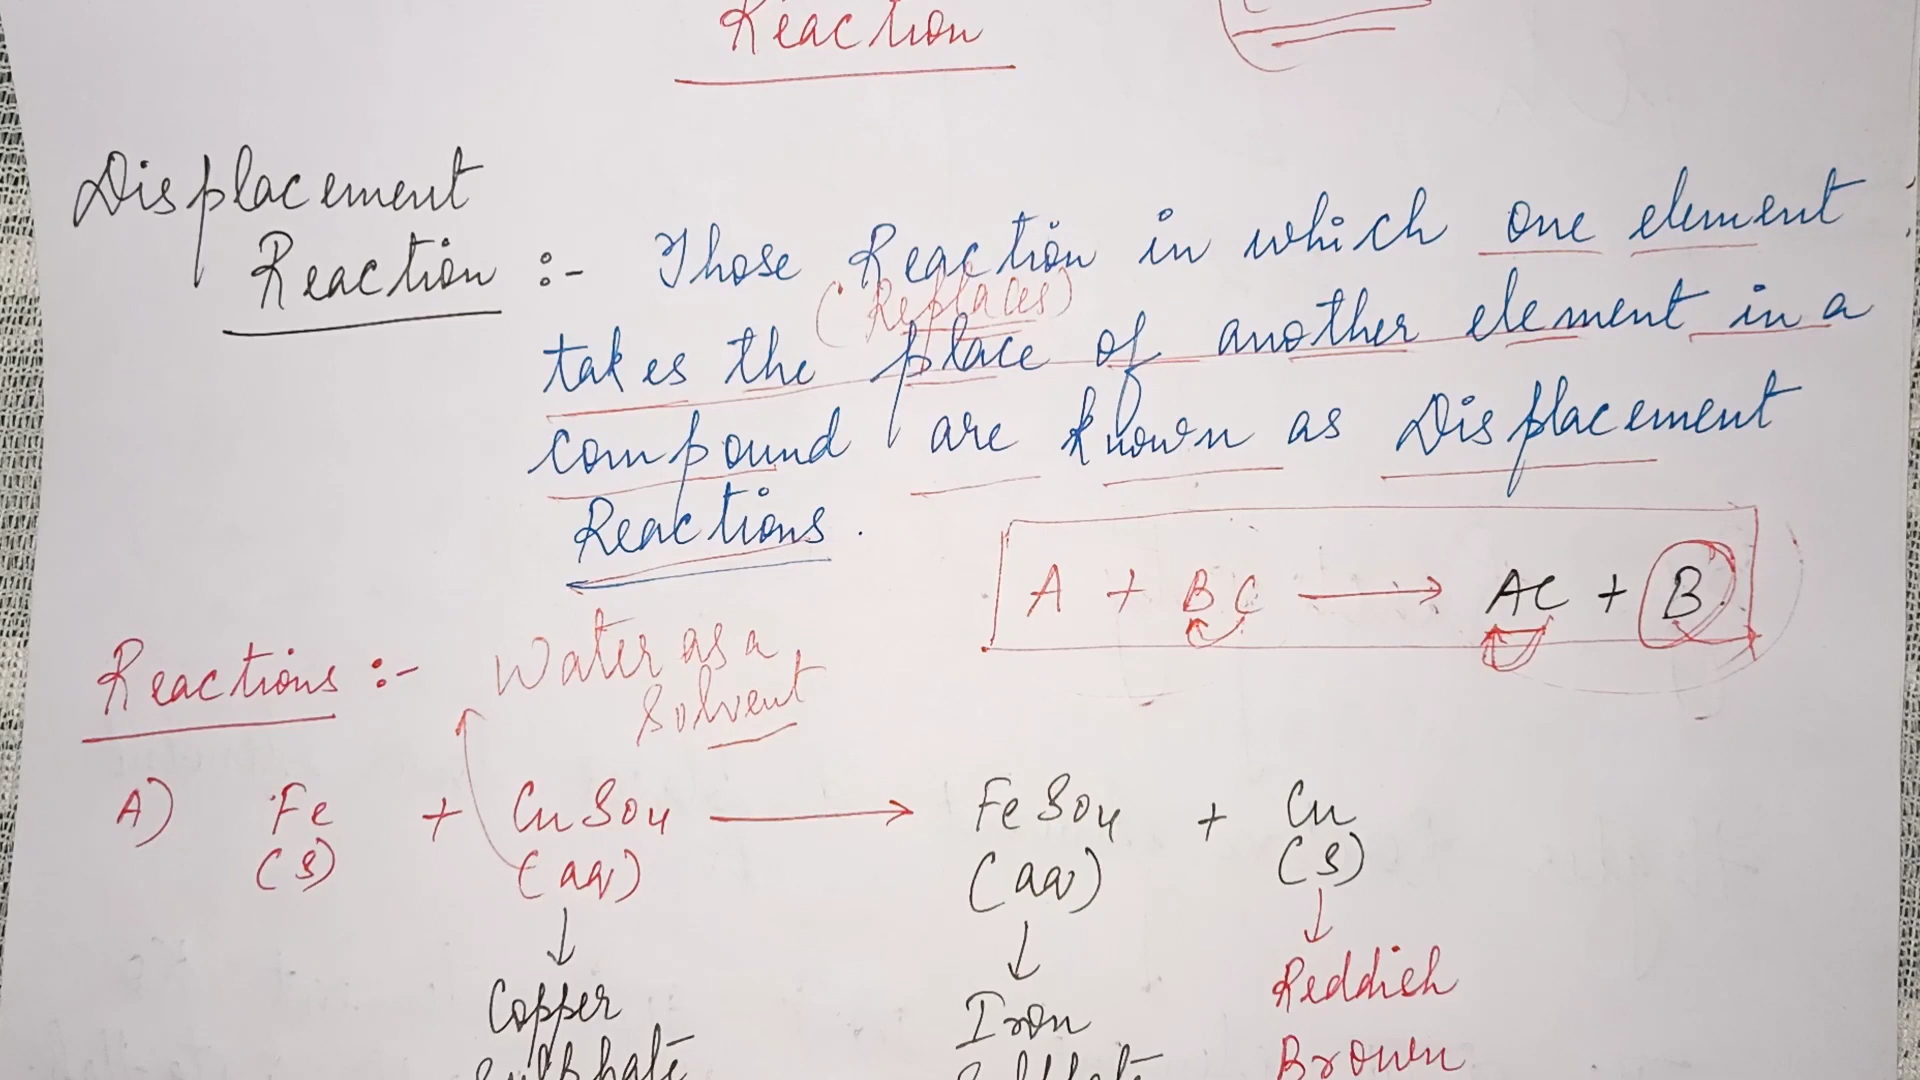 Reaction
Displacement
Reaction :- Those Reaction in which one element
(Replaces)
takes the place of another element in a
compound are known as Displacement
Reactions.
A + BC → AC + B
Reactions :- Water as a
Solvent
A) Fe + CuSO4 → FeSO4 + Cu
(s) (aq) (aq) (s)
↓ ↓ ↓
Copper Iron Reddish
Sulphate Sulphate Brown